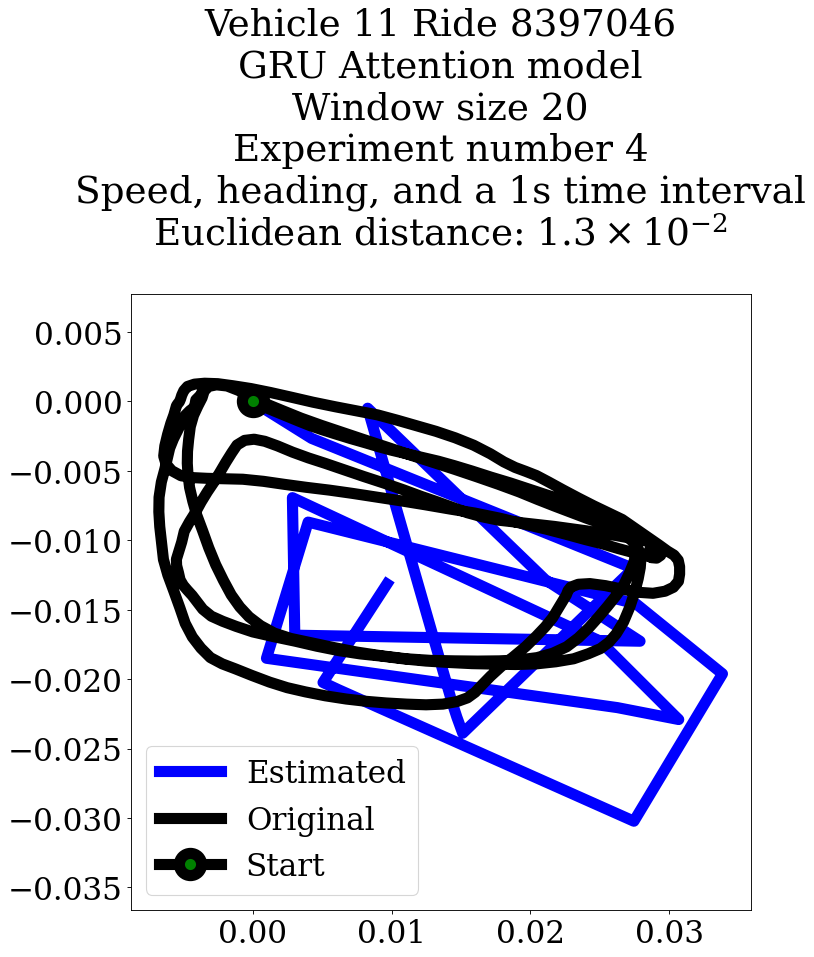 Vehicle 11 Ride 8397046
GRU Attention model
Window size 20
Experiment number 4
Speed, heading, and a 1s time interval
Euclidean distance: 1.3 × 10⁻²
0.005
0.000
−0.005
−0.010
−0.015
−0.020
−0.025
−0.030
−0.035
Estimated
Original
Start
0.00 0.01 0.02 0.03